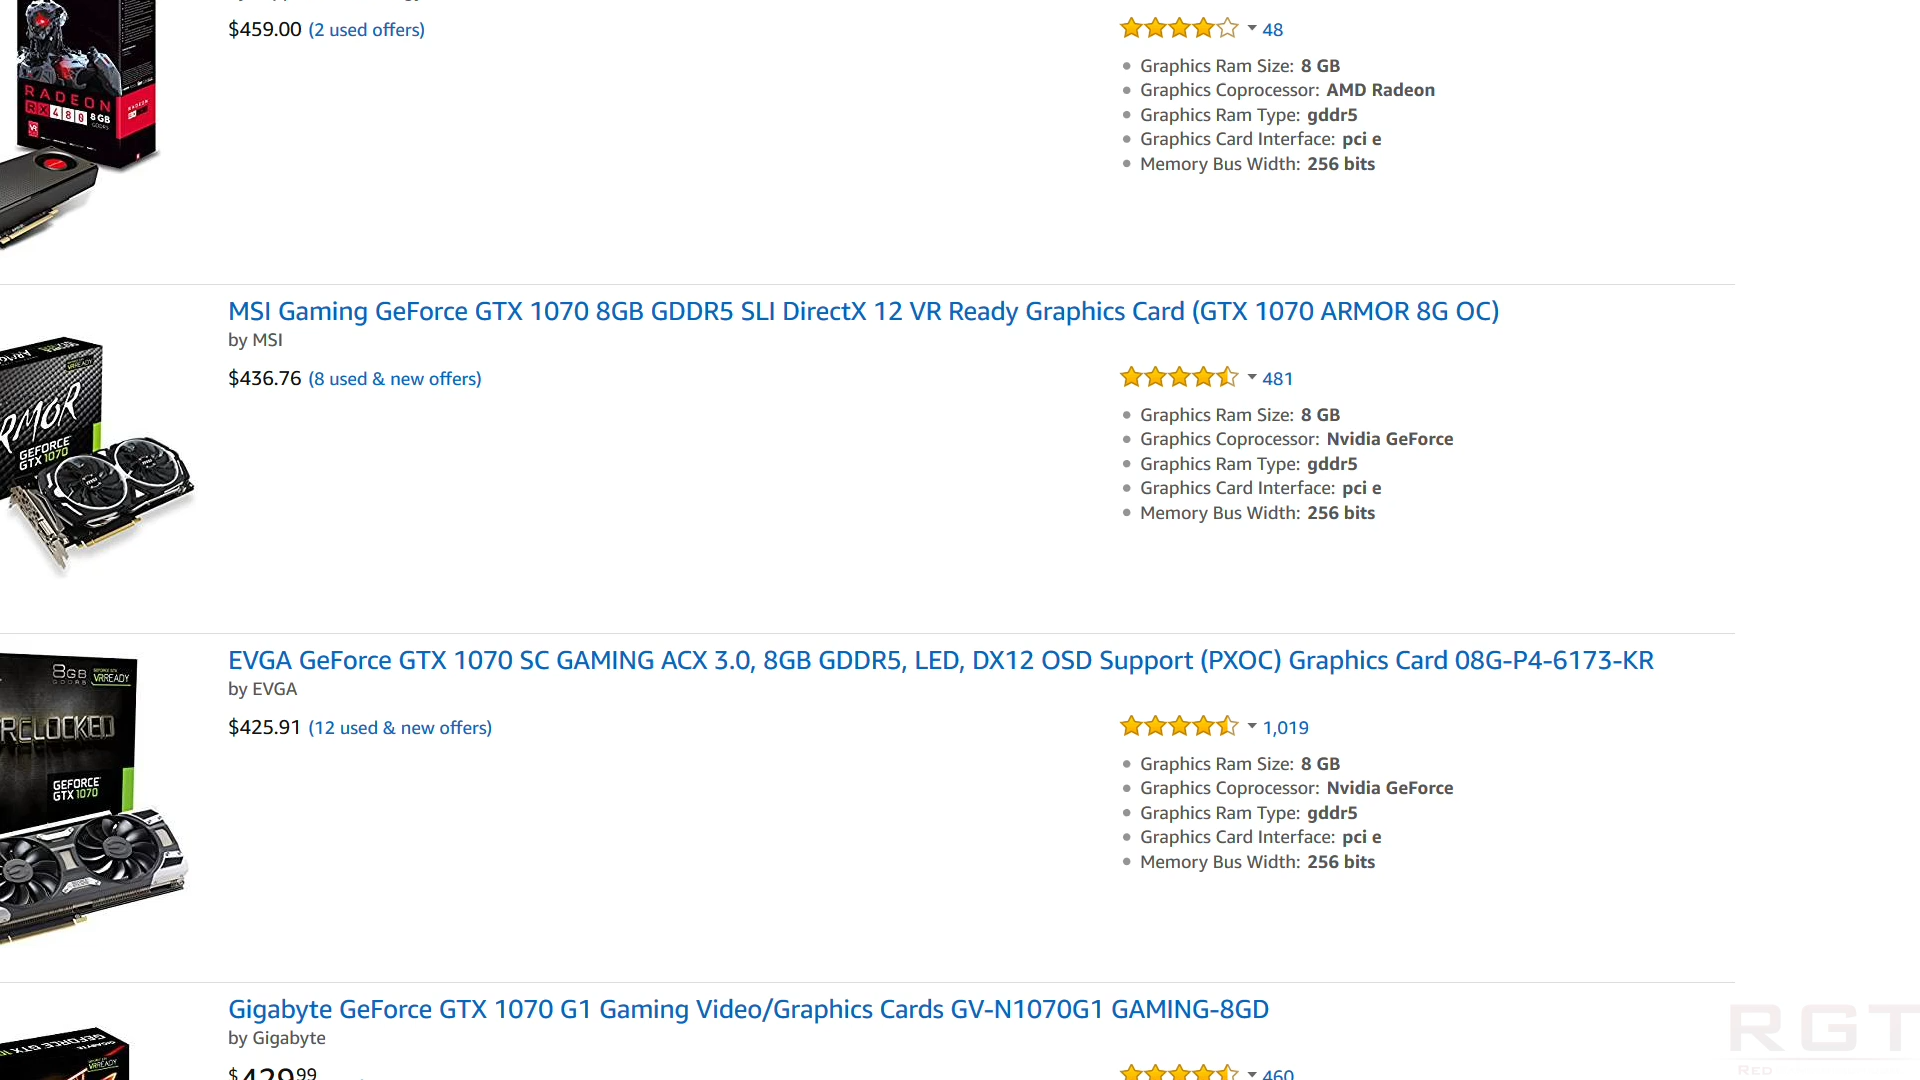 $459.00 (2 used offers)
48
Graphics Ram Size: 8 GB
Graphics Coprocessor: AMD Radeon
Graphics Ram Type: gddr5
Graphics Card Interface: pci e
Memory Bus Width: 256 bits
RADEON
RX 480 8 GB
MSI Gaming GeForce GTX 1070 8GB GDDR5 SLI DirectX 12 VR Ready Graphics Card (GTX 1070 ARMOR 8G OC)
by MSI
$436.76 (8 used & new offers)
481
Graphics Ram Size: 8 GB
Graphics Coprocessor: Nvidia GeForce
Graphics Ram Type: gddr5
Graphics Card Interface: pci e
Memory Bus Width: 256 bits
RMOR
GEFORCE
GTX 1070
EVGA GeForce GTX 1070 SC GAMING ACX 3.0, 8GB GDDR5, LED, DX12 OSD Support (PXOC) Graphics Card 08G-P4-6173-KR
by EVGA
$425.91 (12 used & new offers)
1,019
Graphics Ram Size: 8 GB
Graphics Coprocessor: Nvidia GeForce
Graphics Ram Type: gddr5
Graphics Card Interface: pci e
Memory Bus Width: 256 bits
8GB VRREADY
RCLOCKED
GEFORCE
GTX 1070
Gigabyte GeForce GTX 1070 G1 Gaming Video/Graphics Cards GV-N1070G1 GAMING-8GD
by Gigabyte
$429.99
460
VRREADY
RGT
RED